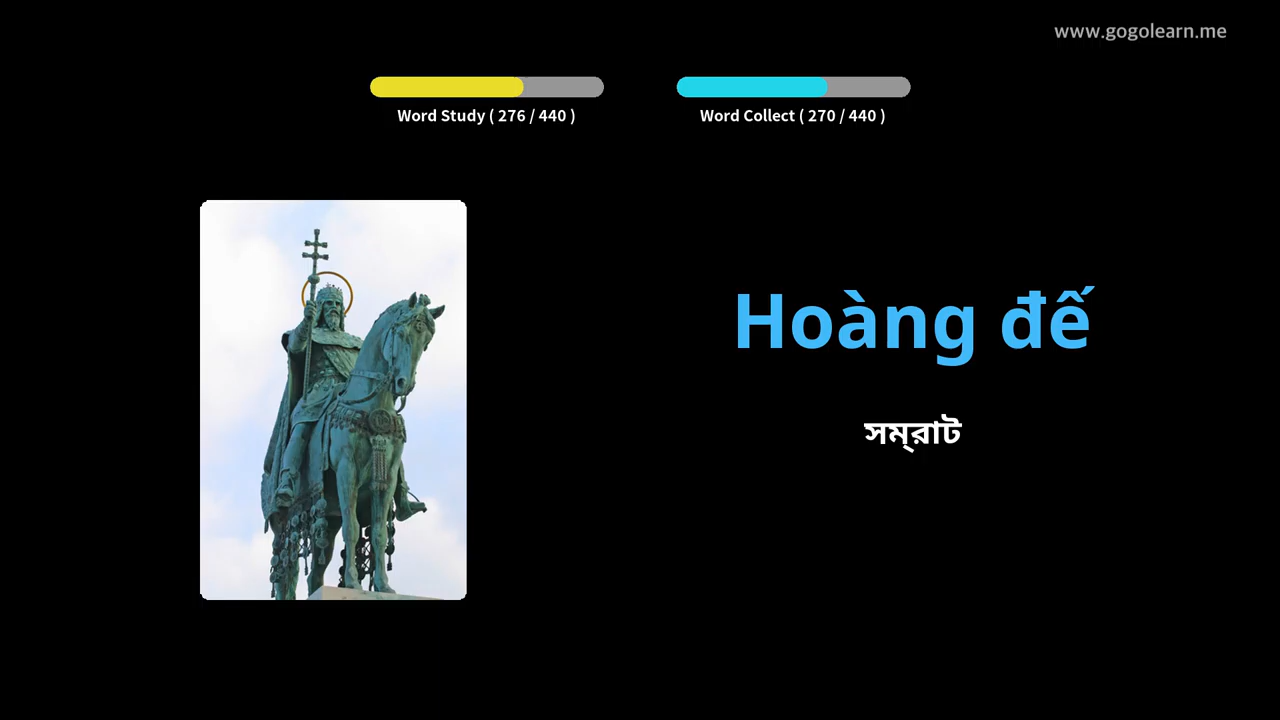 www.gogolearn.me
Word Study ( 276 / 440 )
Word Collect ( 270 / 440 )
Hoàng đế
সম্‌রাট